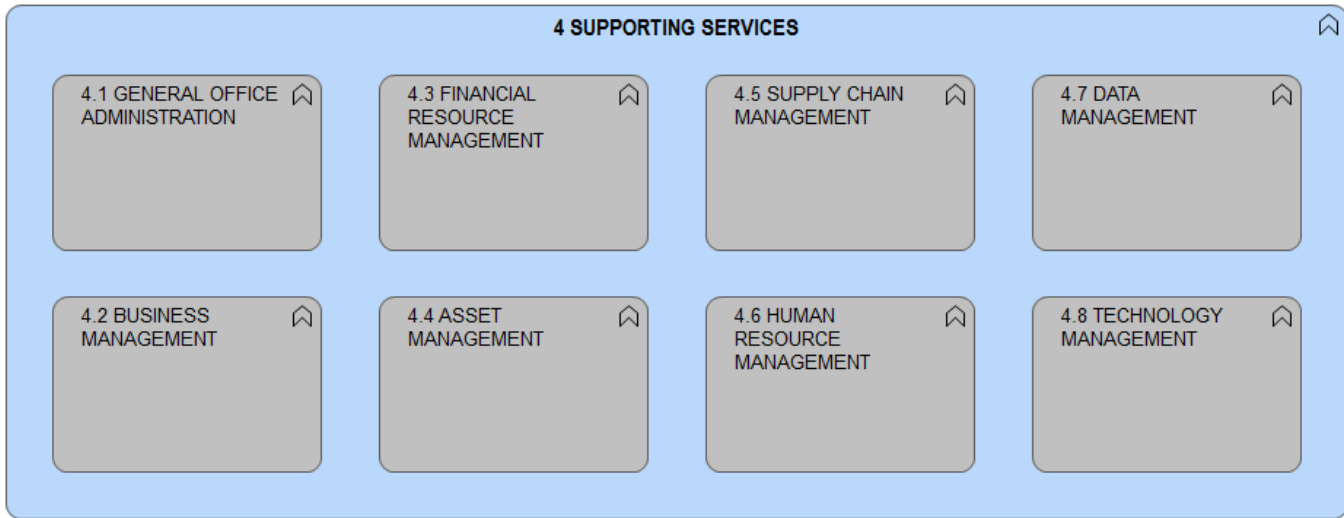 4 SUPPORTING SERVICES
4.1 GENERAL OFFICE
ADMINISTRATION
4.3 FINANCIAL
RESOURCE
MANAGEMENT
4.5 SUPPLY CHAIN
MANAGEMENT
4.7 DATA
MANAGEMENT
4.2 BUSINESS
MANAGEMENT
4.4 ASSET
MANAGEMENT
4.6 HUMAN
RESOURCE
MANAGEMENT
4.8 TECHNOLOGY
MANAGEMENT